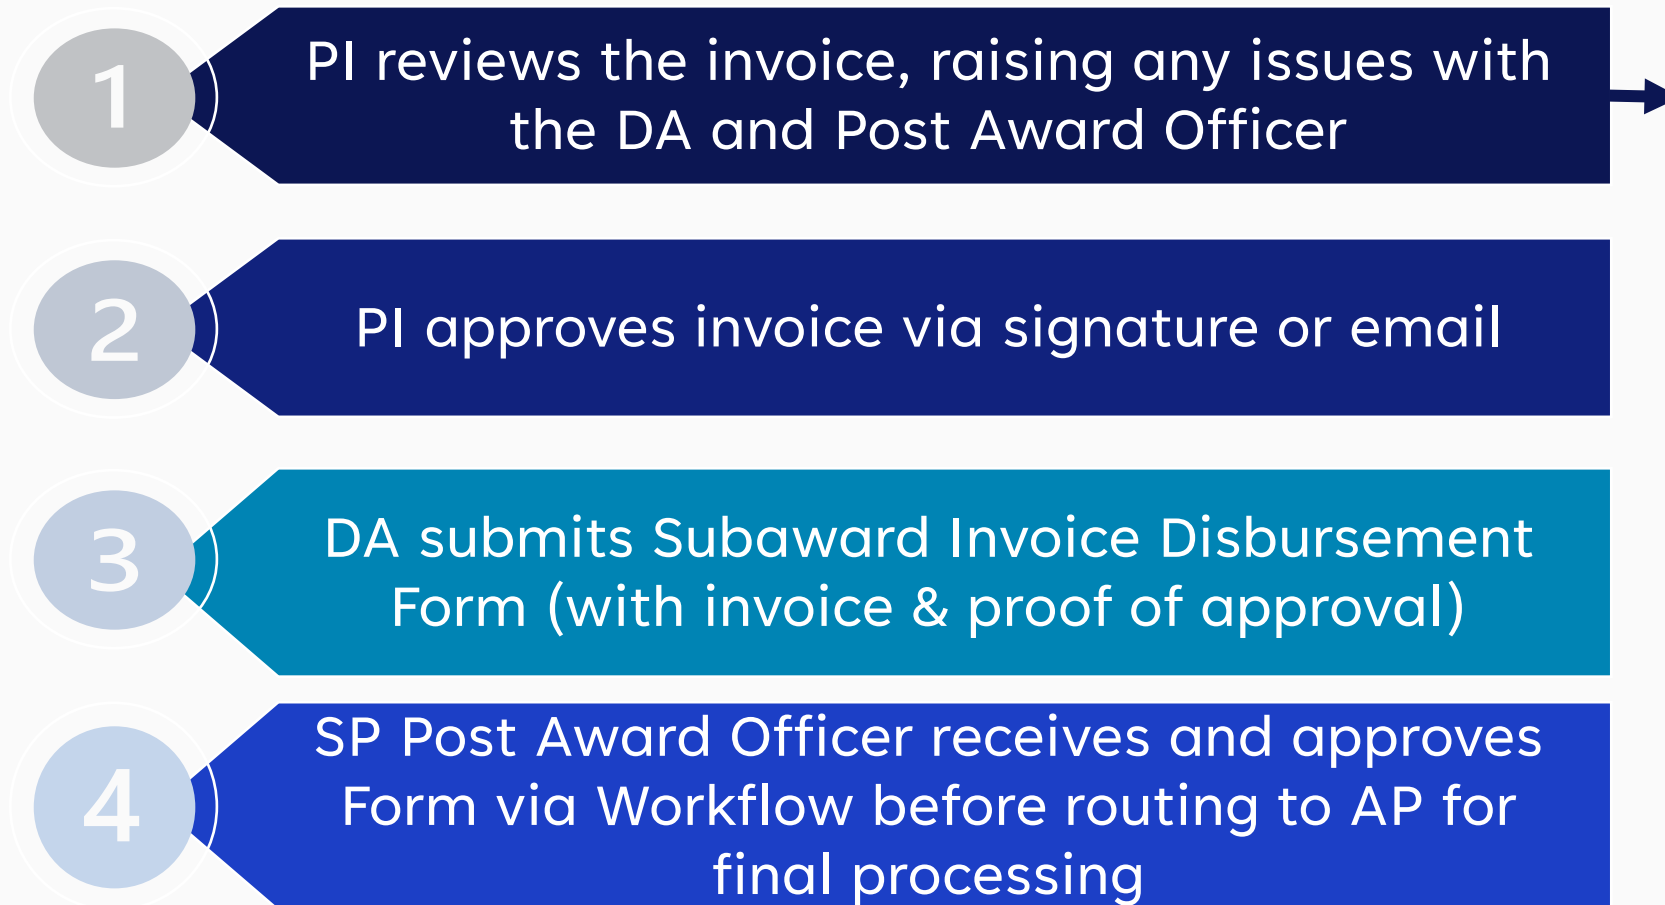 1
PI reviews the invoice, raising any issues with
the DA and Post Award Officer
2
PI approves invoice via signature or email
3
DA submits Subaward Invoice Disbursement
Form (with invoice & proof of approval)
4
SP Post Award Officer receives and approves
Form via Workflow before routing to AP for
final processing